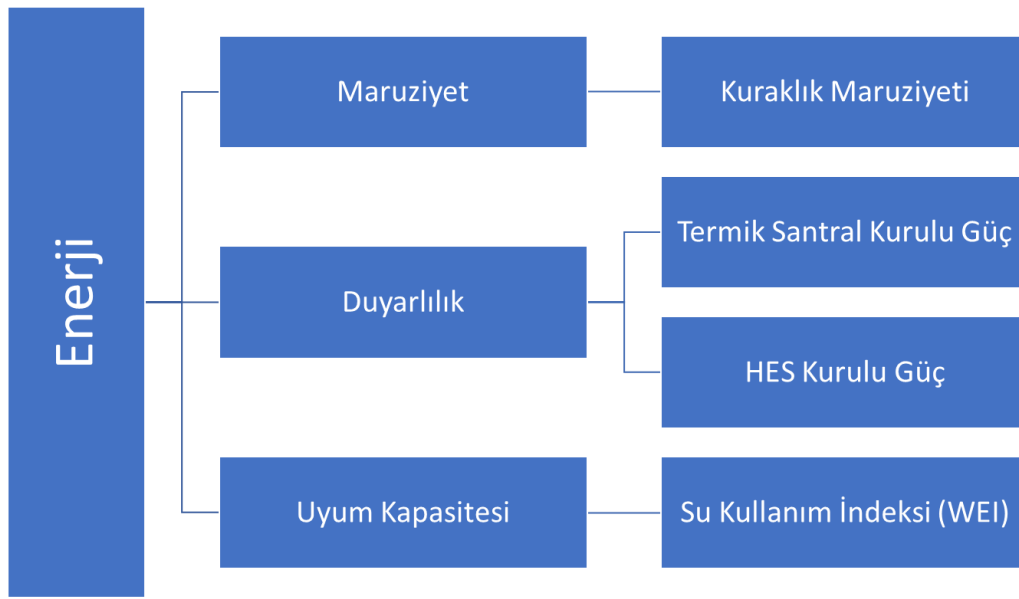 Enerji
Maruziyet
Kuraklık Maruziyeti
Duyarlılık
Termik Santral Kurulu Güç
HES Kurulu Güç
Uyum Kapasitesi
Su Kullanım İndeksi (WEI)